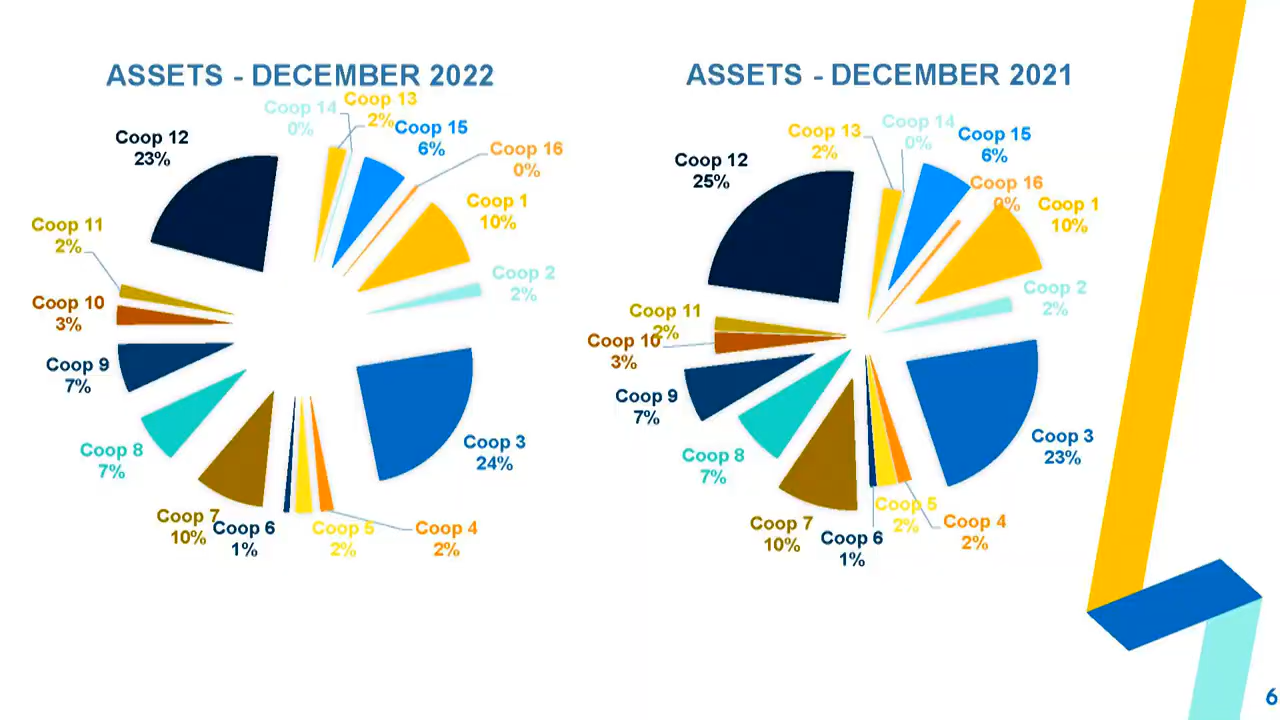 ASSETS - DECEMBER 2022
Coop 14
0%
Coop 13
2%
Coop 15
6%
Coop 16
0%
Coop 12
23%
Coop 1
10%
Coop 11
2%
Coop 2
2%
Coop 10
3%
Coop 9
7%
Coop 8
7%
Coop 3
24%
Coop 7
10%
Coop 6
1%
Coop 5
2%
Coop 4
2%
ASSETS - DECEMBER 2021
Coop 13
2%
Coop 14
0%
Coop 15
6%
Coop 12
25%
Coop 16
0%
Coop 1
10%
Coop 2
2%
Coop 11
2%
Coop 10
3%
Coop 9
7%
Coop 8
7%
Coop 3
23%
Coop 7
10%
Coop 6
1%
Coop 5
2%
Coop 4
2%
6